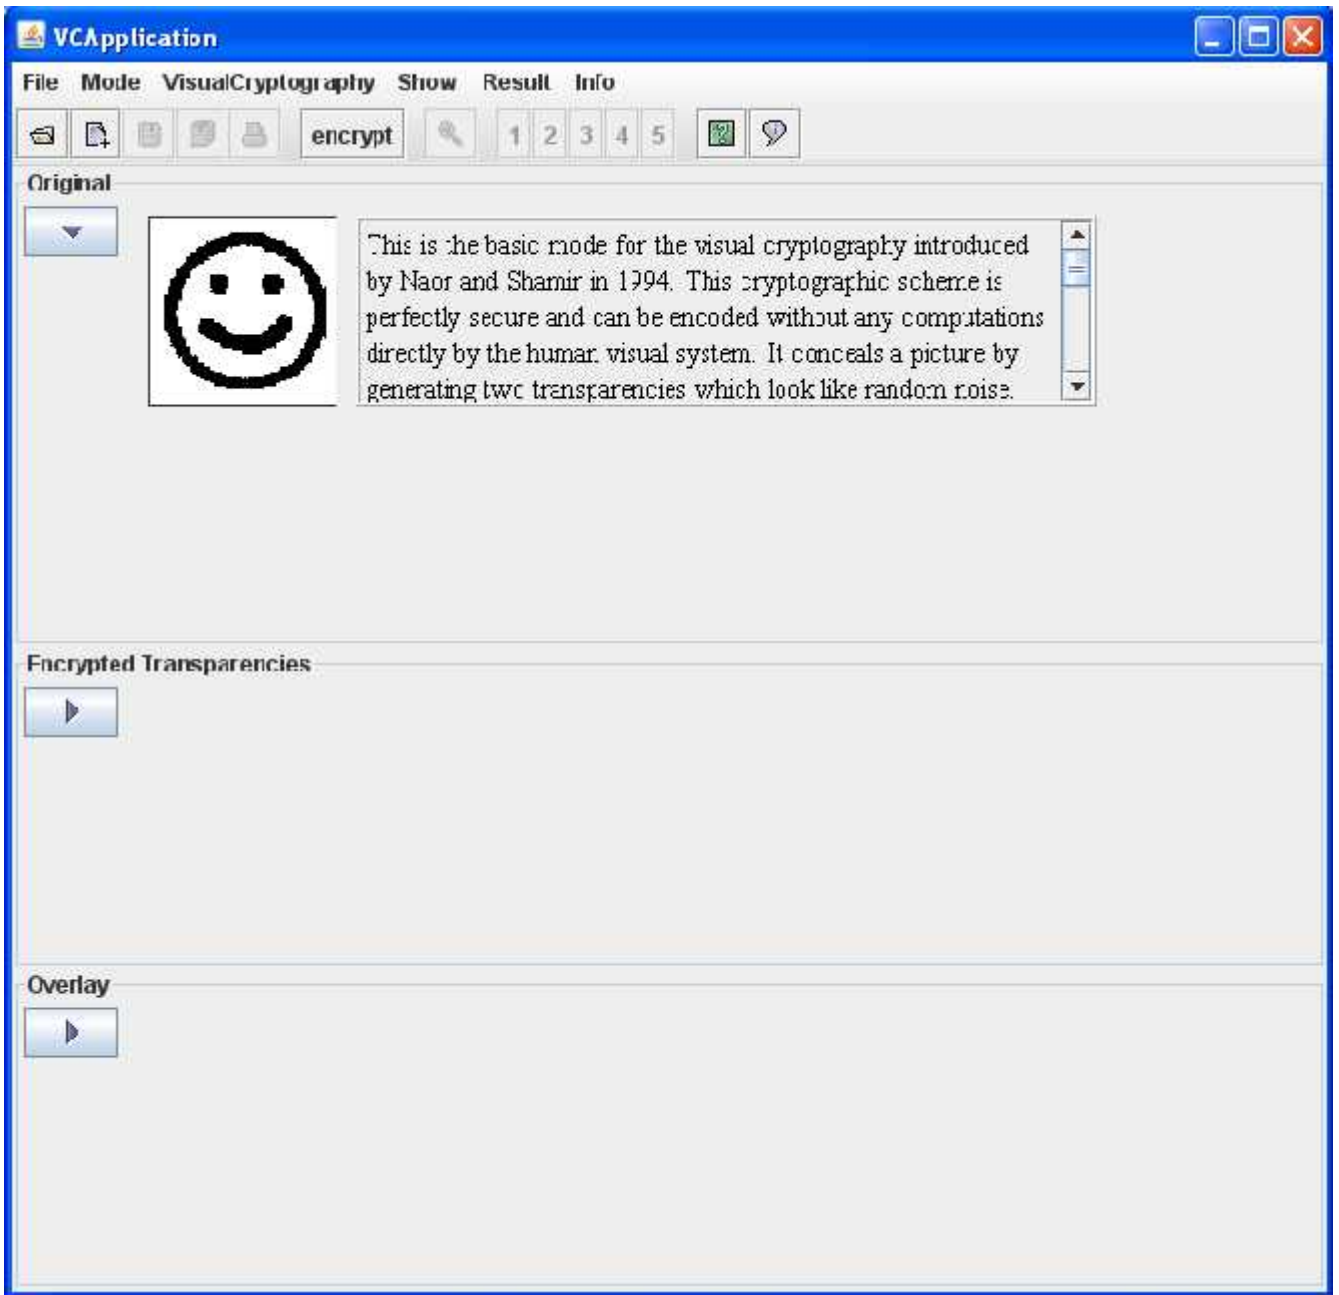 VCApplication
File Mode VisualCryptography Show Result Info
encrypt 1 2 3 4 5
Original
This is the basic mode for the visual cryptography introduced
by Naor and Shamir in 1994. This cryptographic scheme is
perfectly secure and can be encoded without any computations
directly by the human visual system. It conceals a picture by
generating two transparencies which look like random noise.
Encrypted Transparencies
Overlay